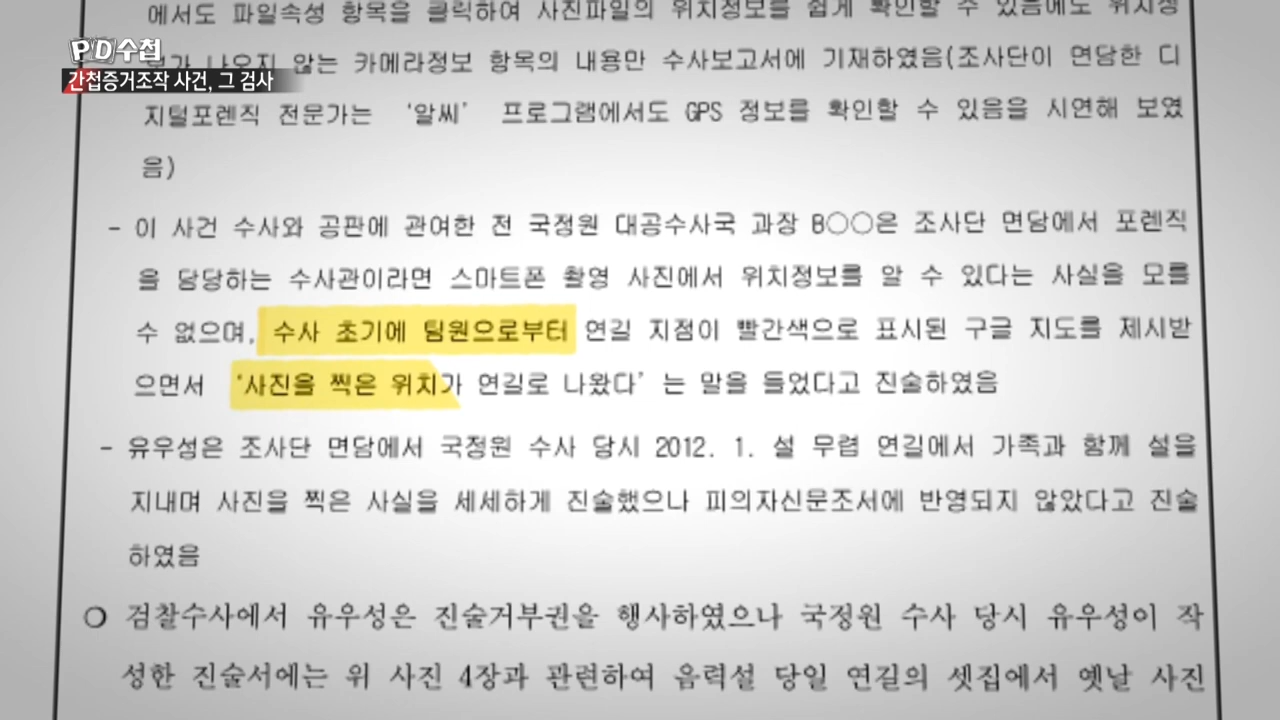 에서도 파일속성 항목을 클릭하여 사진파일의 위치정보를 쉽게 확인할 수 있음에도 위치정
PD수첩
가 나오지 않는 카메라정보 항목의 내용만 수사보고서에 기재하였음(조사단이 면담한 디
간첩증거조작 사건, 그 검사
지털포렌직 전문가는 '알씨' 프로그램에서도 GPS 정보를 확인할 수 있음을 시연해 보였
음)
- 이 사건 수사와 공판에 관여한 전 국정원 대공수사국 과장 B○○은 조사단 면담에서 포렌직
을 담당하는 수사관이라면 스마트폰 촬영 사진에서 위치정보를 알 수 있다는 사실을 모를
수 없으며, 수사 초기에 팀원으로부터 연길 지점이 빨간색으로 표시된 구글 지도를 제시받
으면서 '사진을 찍은 위치가 연길로 나왔다' 는 말을 들었다고 진술하였음
- 유우성은 조사단 면담에서 국정원 수사 당시 2012. 1. 설 무렵 연길에서 가족과 함께 설을
지내며 사진을 찍은 사실을 세세하게 진술했으나 피의자신문조서에 반영되지 않았다고 진술
하였음
○ 검찰수사에서 유우성은 진술거부권을 행사하였으나 국정원 수사 당시 유우성이 작
성한 진술서에는 위 사진 4장과 관련하여 음력설 당일 연길의 셋집에서 옛날 사진